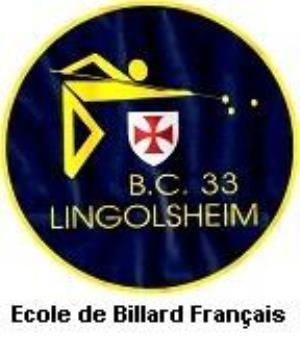 B.C. 33
LINGOLSHEIM
Ecole de Billard Français